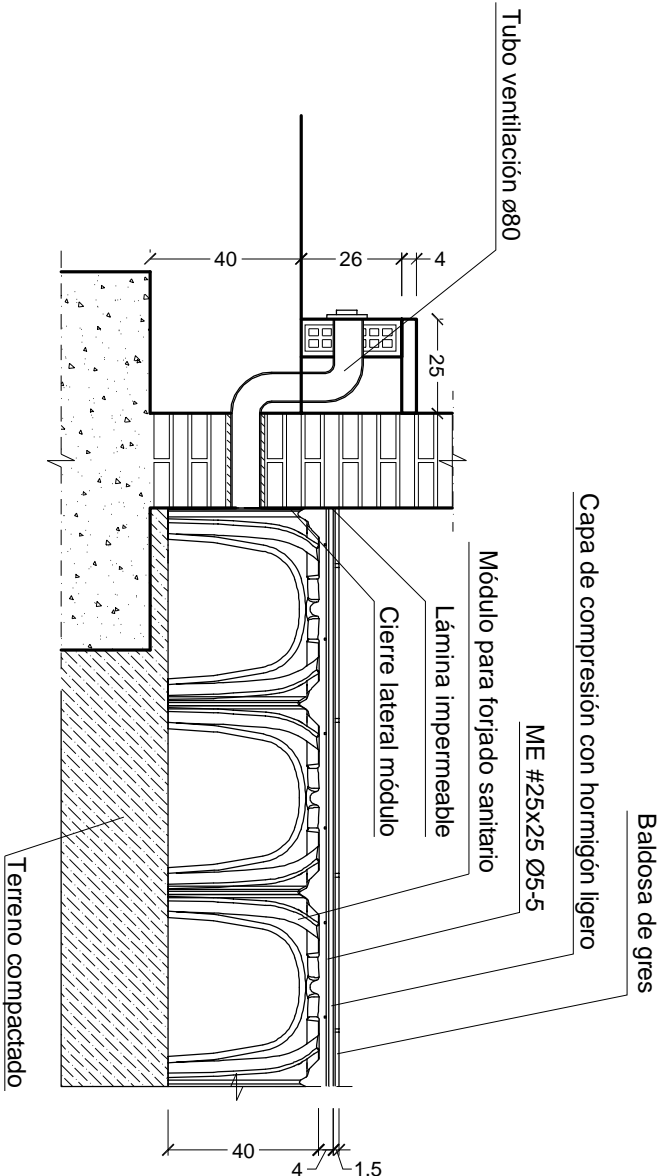 Tubo ventilación ø80
40
26
4
25
Baldosa de gres
Capa de compresión con hormigón ligero
ME #25x25 Ø5-5
Módulo para forjado sanitario
Lámina impermeable
Cierre lateral módulo
Terreno compactado
40
4
1.5